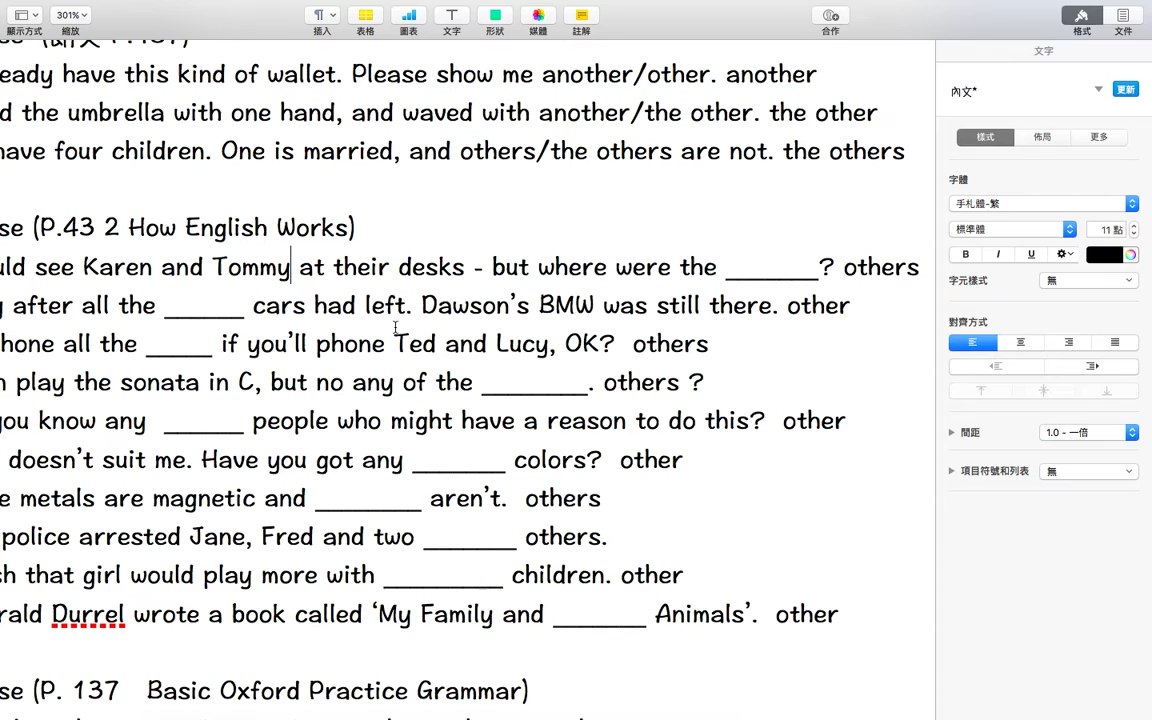 301%
顯示方式
縮放
插入
表格
圖表
文字
形狀
媒體
註解
合作
格式
文件
文字
eady have this kind of wallet. Please show me another/other. another
d the umbrella with one hand, and waved with another/the other. the other
have four children. One is married, and others/the others are not. the others
se (P.43 2 How English Works)
uld see Karen and Tommy at their desks - but where were the _______? others
g after all the ______ cars had left. Dawson's BMW was still there. other
hone all the _____ if you'll phone Ted and Lucy, OK? others
n play the sonata in C, but no any of the ________. others ?
you know any ______ people who might have a reason to do this? other
doesn't suit me. Have you got any _______ colors? other
e metals are magnetic and ________ aren't. others
police arrested Jane, Fred and two _______ others.
sh that girl would play more with _________ children. other
rald Durrel wrote a book called 'My Family and _______ Animals'. other
se (P. 137 Basic Oxford Practice Grammar)
內文*
更新
樣式
佈局
更多
字體
手札體-繁
標準體
11 點
B I U
字元樣式
無
對齊方式
間距
1.0 - 一倍
項目符號和列表
無